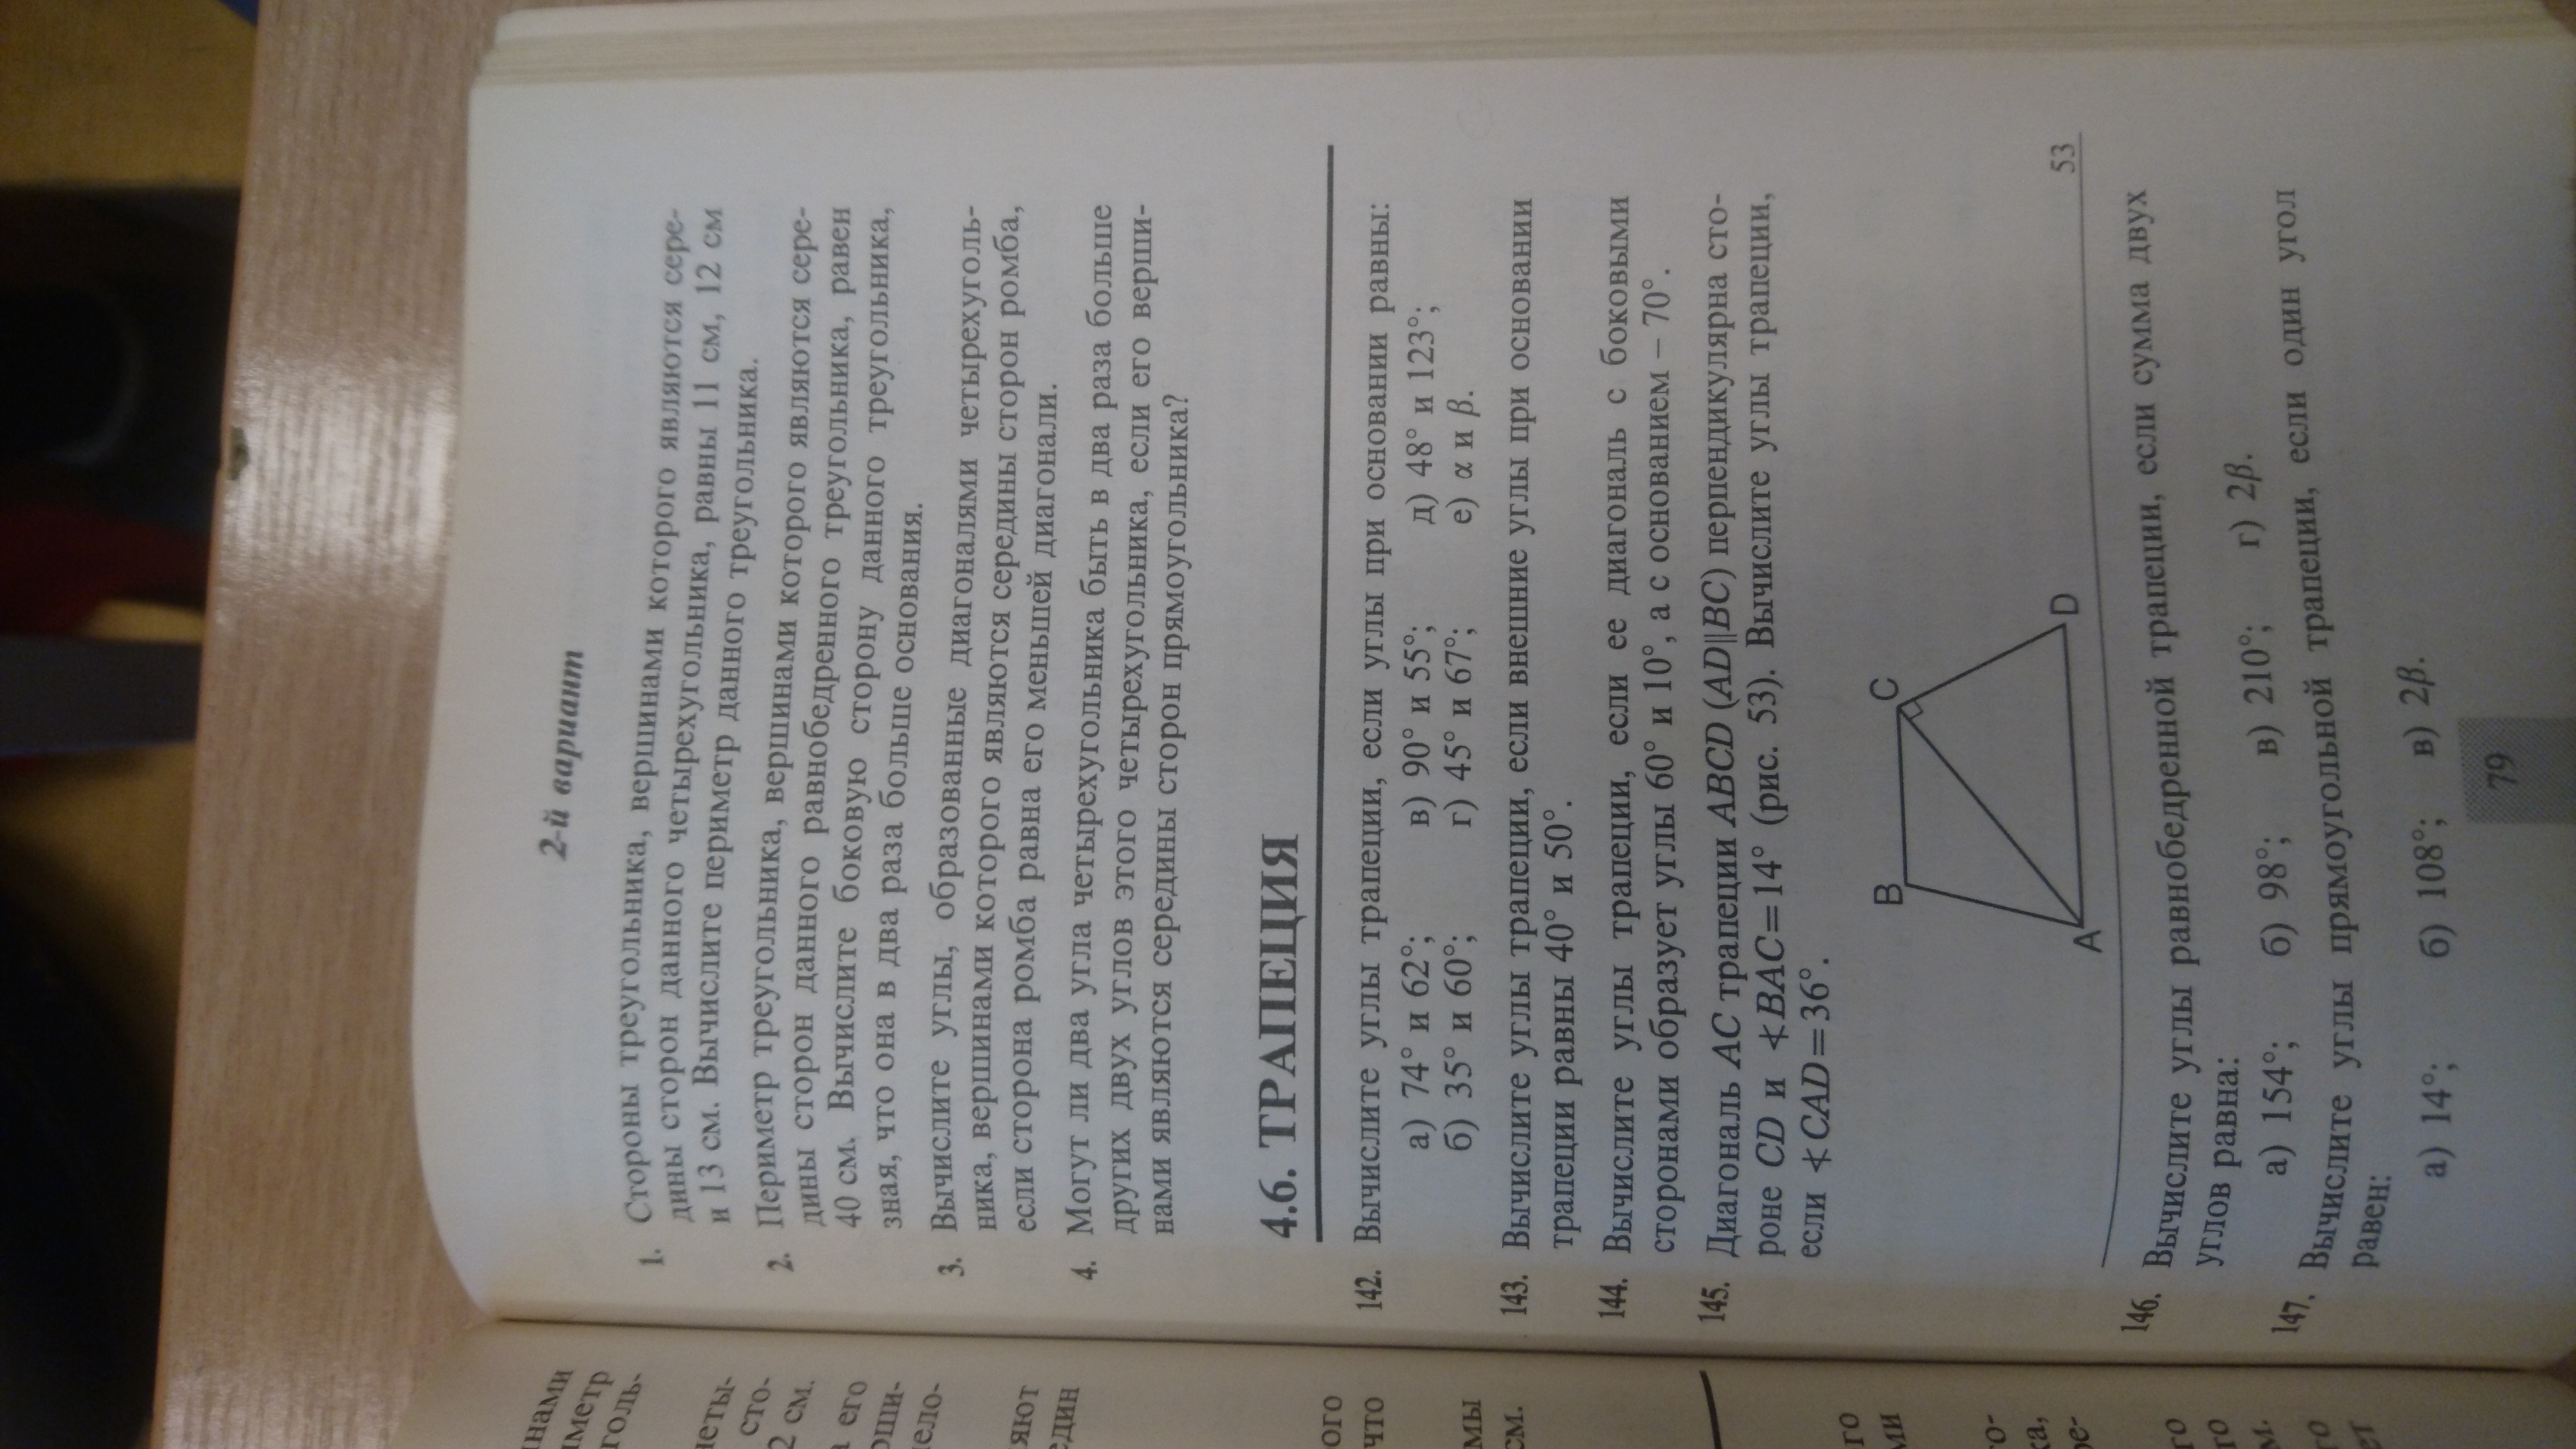 2-й вариант
1. Стороны треугольника, вершинами которого являются сере-
дины сторон данного четырехугольника, равны 11 см, 12 см
и 13 см. Вычислите периметр данного треугольника.
2. Периметр треугольника, вершинами которого являются сере-
дины сторон данного равнобедренного треугольника, равен
40 см. Вычислите боковую сторону данного треугольника,
зная, что она в два раза больше основания.
3. Вычислите углы, образованные диагоналями четырехуголь-
ника, вершинами которого являются середины сторон ромба,
если сторона ромба равна его меньшей диагонали.
4. Могут ли два угла четырехугольника быть в два раза больше
других двух углов этого четырехугольника, если его верши-
нами являются середины сторон прямоугольника?
4.6. ТРАПЕЦИЯ
142. Вычислите углы трапеции, если углы при основании равны:
а) 74° и 62°; в) 90° и 55°; д) 48° и 123°;
б) 35° и 60°; г) 45° и 67°; е) α и β.
143. Вычислите углы трапеции, если внешние углы при основании
трапеции равны 40° и 50°.
144. Вычислите углы трапеции, если ее диагональ с боковыми
сторонами образует углы 60° и 10°, а с основанием – 70°.
145. Диагональ AC трапеции ABCD (AD||BC) перпендикулярна сто-
роне CD и ∢BAC=14° (рис. 53). Вычислите углы трапеции,
если ∢CAD=36°.
B C
A D
53
146. Вычислите углы равнобедренной трапеции, если сумма двух
углов равна:
а) 154°; б) 98°; в) 210°; г) 2β.
147. Вычислите углы прямоугольной трапеции, если один угол
равен:
а) 14°; б) 108°; в) 2β.
79